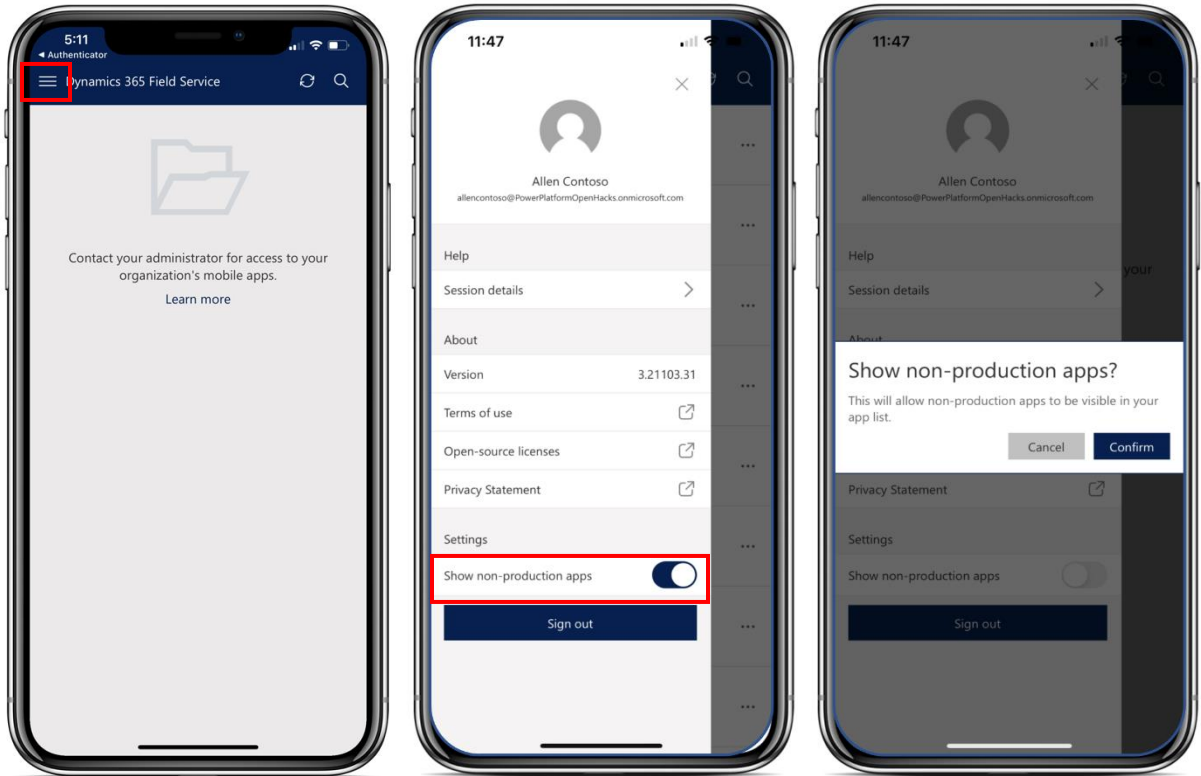 5:11
Authenticator
Dynamics 365 Field Service
Contact your administrator for access to your
organization's mobile apps.
Learn more
11:47
Allen Contoso
allencontoso@PowerPlatformOpenHacks.onmicrosoft.com
Help
Session details
About
Version 3.21103.31
Terms of use
Open-source licenses
Privacy Statement
Settings
Show non-production apps
Sign out
11:47
Allen Contoso
allencontoso@PowerPlatformOpenHacks.onmicrosoft.com
Help
your
Session details
About
Show non-production apps?
This will allow non-production apps to be visible in your
app list.
Cancel Confirm
Privacy Statement
Settings
Show non-production apps
Sign out